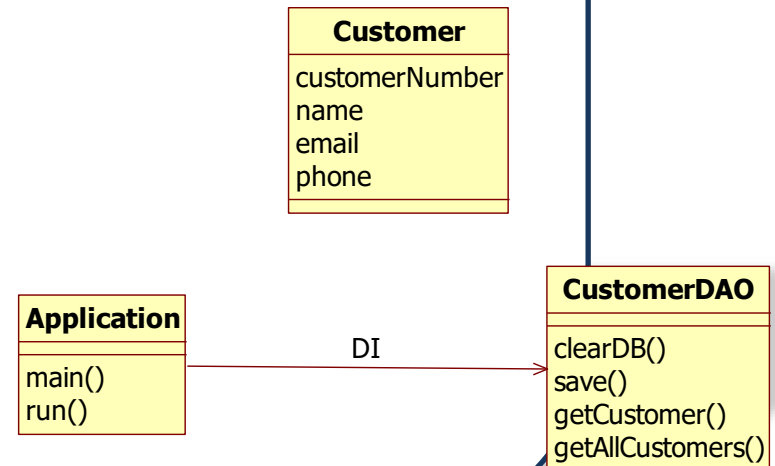 Customer
customerNumber
name
email
phone
Application
main()
run()
DI
CustomerDAO
clearDB()
save()
getCustomer()
getAllCustomers()